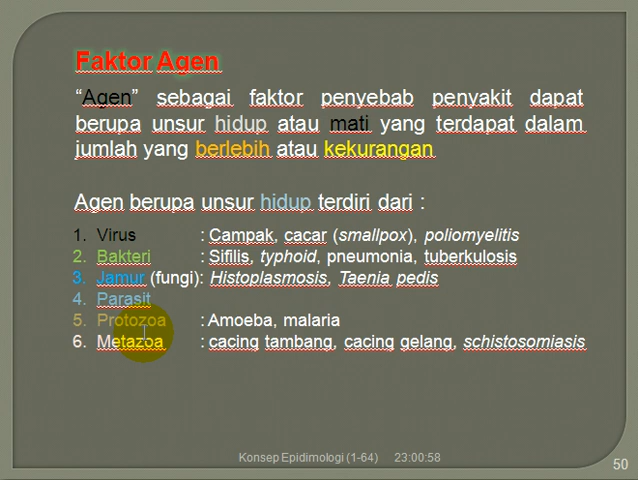 Faktor Agen
“Agen” sebagai faktor penyebab penyakit dapat
berupa unsur hidup atau mati yang terdapat dalam
jumlah yang berlebih atau kekurangan
Agen berupa unsur hidup terdiri dari :
1. Virus : Campak, cacar (smallpox), poliomyelitis
2. Bakteri : Sifilis, typhoid, pneumonia, tuberkulosis
3. Jamur (fungi): Histoplasmosis, Taenia pedis
4. Parasit
5. Protozoa : Amoeba, malaria
6. Metazoa : cacing tambang, cacing gelang, schistosomiasis
Konsep Epidimologi (1-64) 23:00:58
50